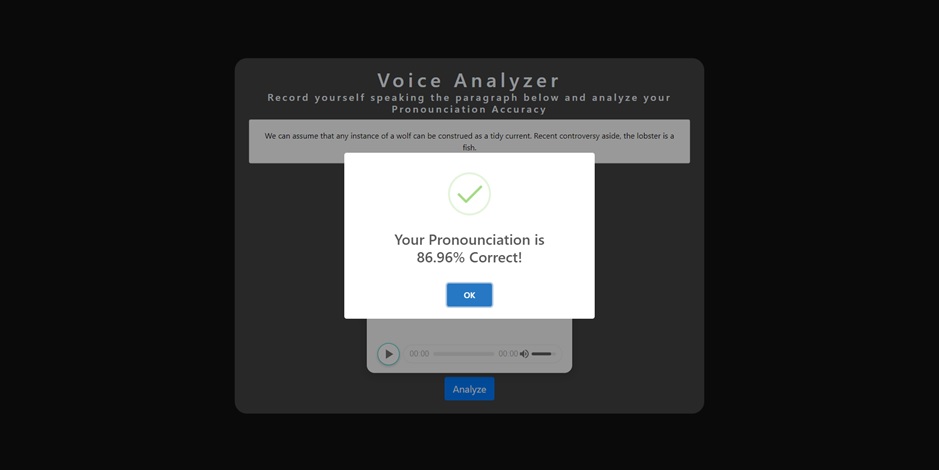 Voice Analyzer
Record yourself speaking the paragraph below and analyze your
Pronounciation Accuracy
We can assume that any instance of a wolf can be construed as a tidy current. Recent controversy aside, the lobster is a
fish.
Your Pronounciation is
86.96% Correct!
OK
00:00 00:00
Analyze